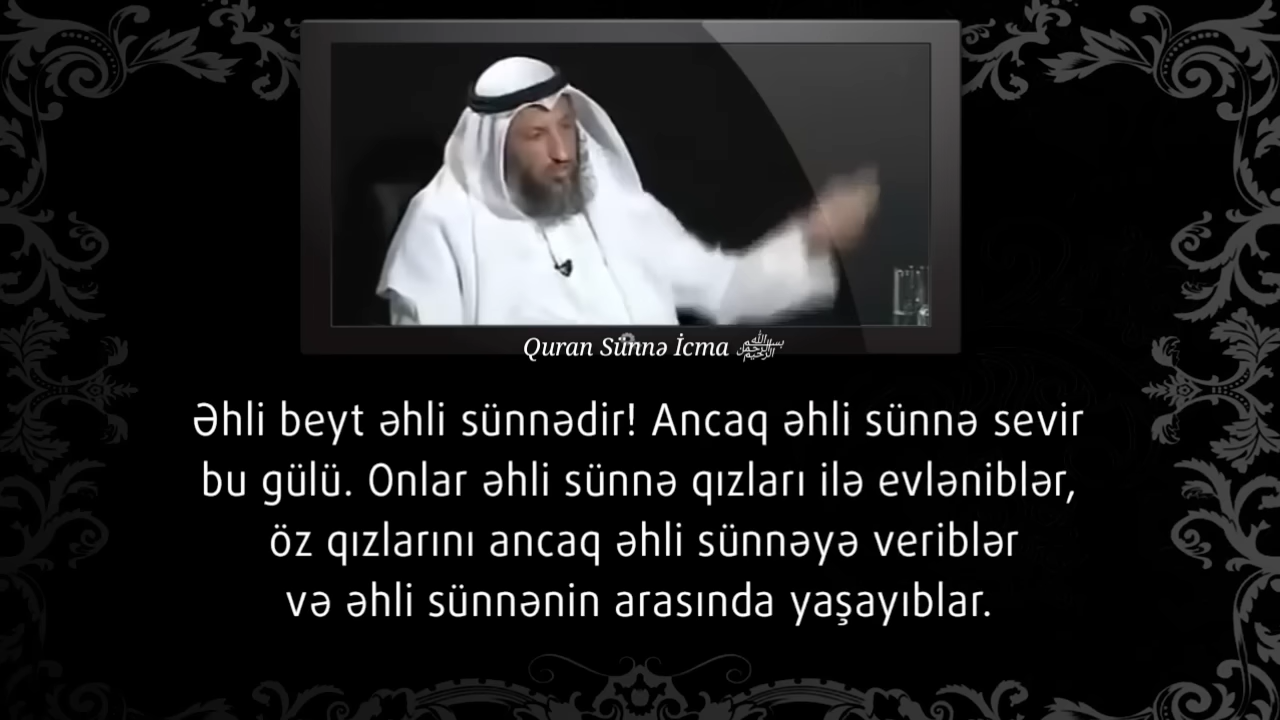 Quran Sünnə İcma ﷽
Əhli beyt əhli sünnədir! Ancaq əhli sünnə sevir
bu gülü. Onlar əhli sünnə qızları ilə evləniblər,
öz qızlarını ancaq əhli sünnəyə veriblər
və əhli sünnənin arasında yaşayıblar.